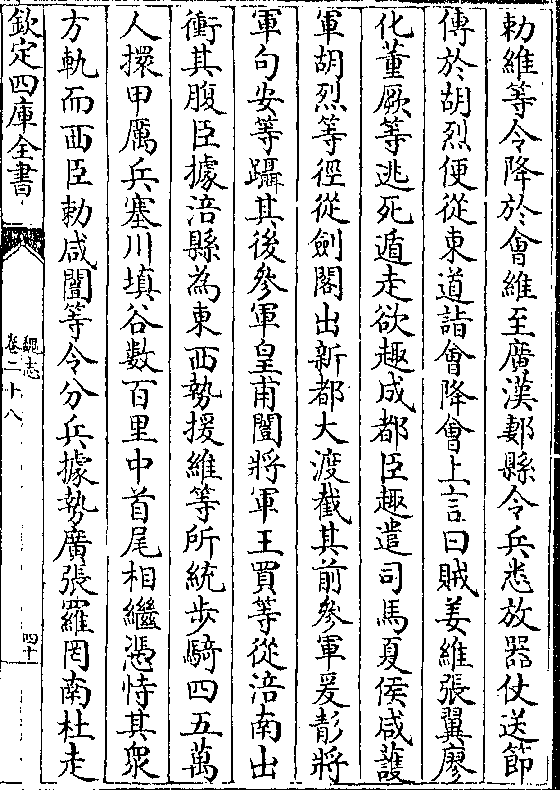 勅維等令降於會維至廣漢郪縣令兵悉放器仗送節
傳於胡烈便從東道詣會降會上言曰賊姜維張翼廖
化董厥等逃死遁走欲趣成都臣趣遣司馬夏侯咸護
軍胡烈等徑從劍閣出新都大渡截其前參軍爰䵻將
軍句安等躡其後參軍皇甫闓將軍王買等從涪南出
衝其腹臣據涪縣為東西勢援維等所統步騎四五萬
人擐甲厲兵塞川填谷數百里中首尾相繼憑恃其衆
方軌而西臣勅咸闓等令分兵據勢廣張羅罔南杜走
欽定四庫全書
魏志
卷二十八
四十